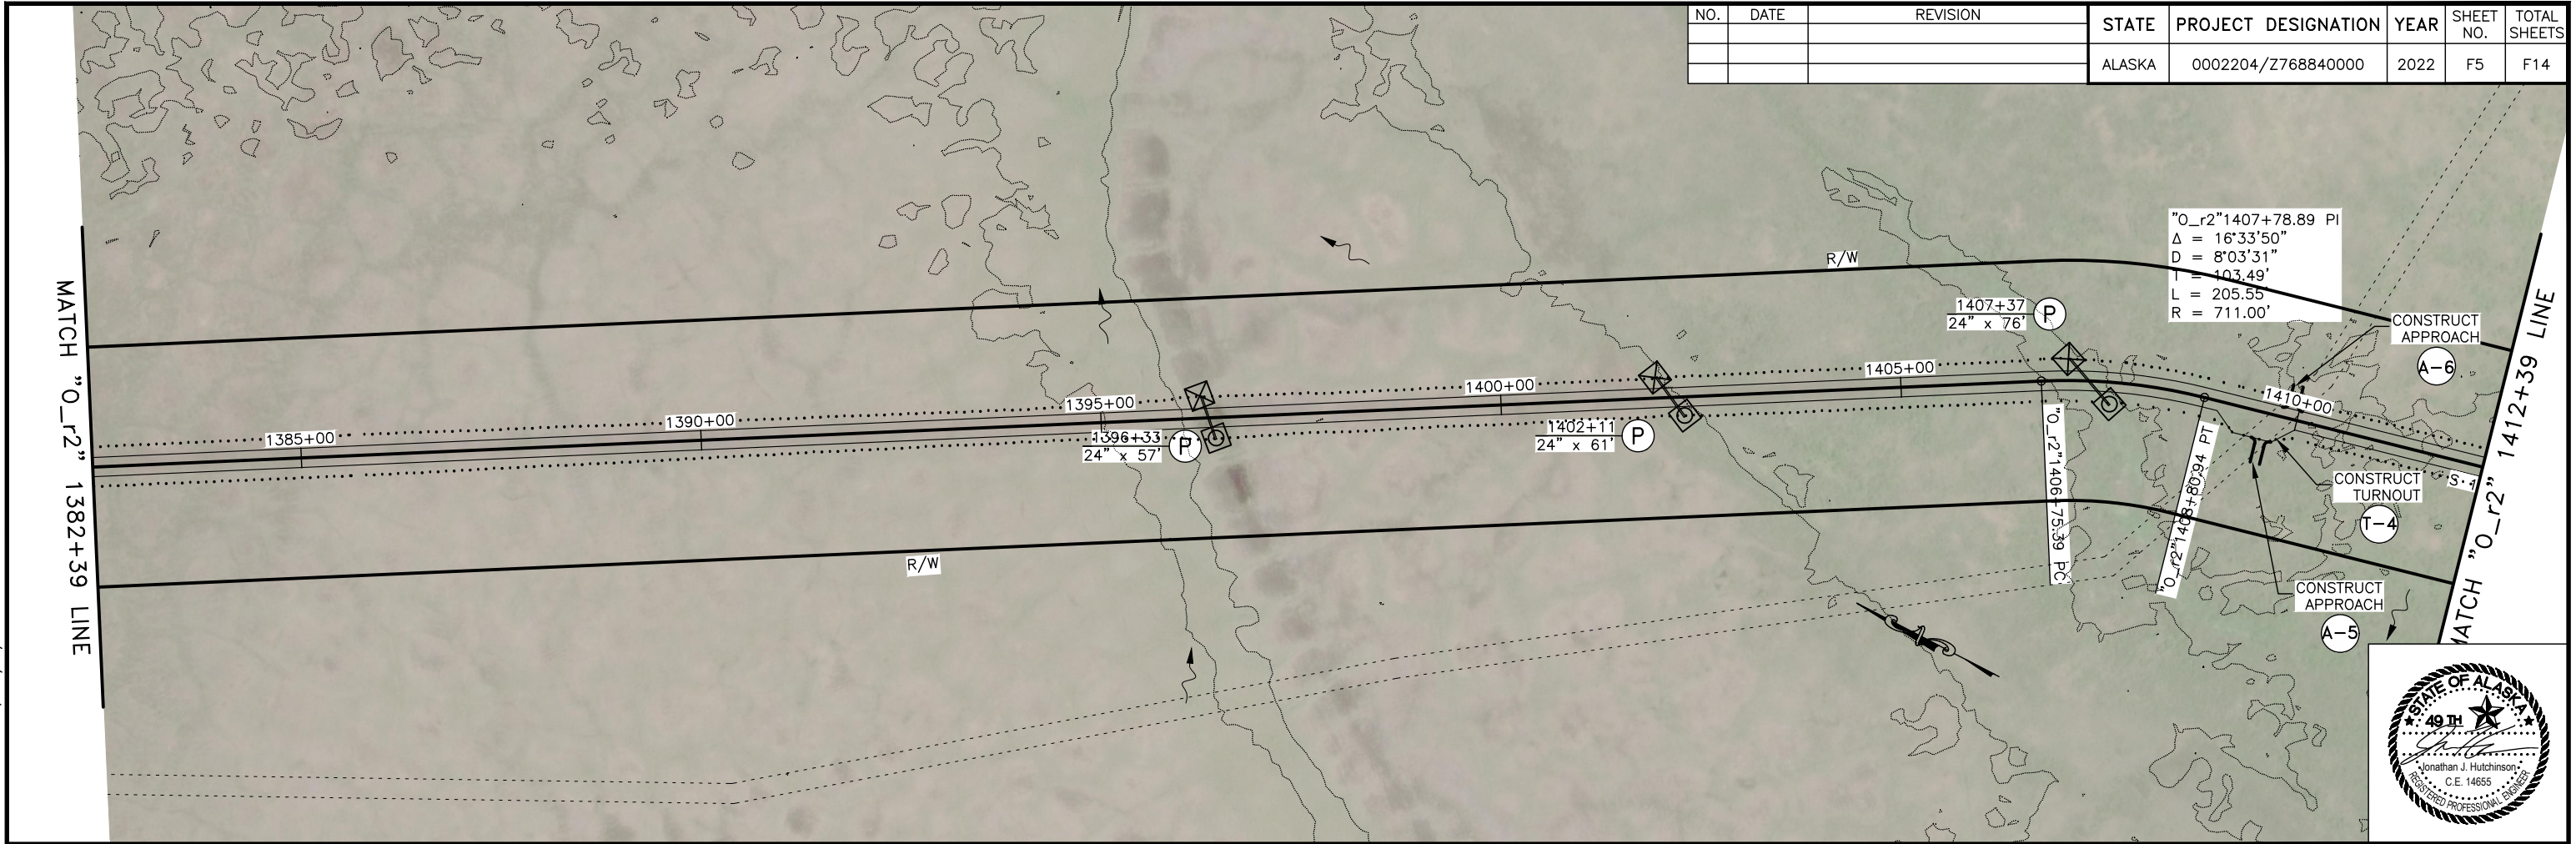 NO. DATE REVISION
STATE PROJECT DESIGNATION YEAR SHEET NO. TOTAL SHEETS
ALASKA 0002204/Z768840000 2022 F5 F14
MATCH "O_r2" 1382+39 LINE
1385+00
1390+00
1395+00
1396+33
24" x 57'
P
1400+00
1402+11
24" x 61'
P
1405+00
1407+37
24" x 76'
P
R/W
R/W
"O_r2"1407+78.89 PI
Δ = 16°33'50"
D = 8°03'31"
T = 103.49'
L = 205.55'
R = 711.00'
"O_r2"1406+75.39 PC
"O_r2"1408+80.94 PT
1410+00
CONSTRUCT
APPROACH
A-6
CONSTRUCT
TURNOUT
T-4
CONSTRUCT
APPROACH
A-5
MATCH "O_r2" 1412+39 LINE
STATE OF ALASKA
49 TH
Jonathan J. Hutchinson
C.E. 14655
REGISTERED PROFESSIONAL ENGINEER